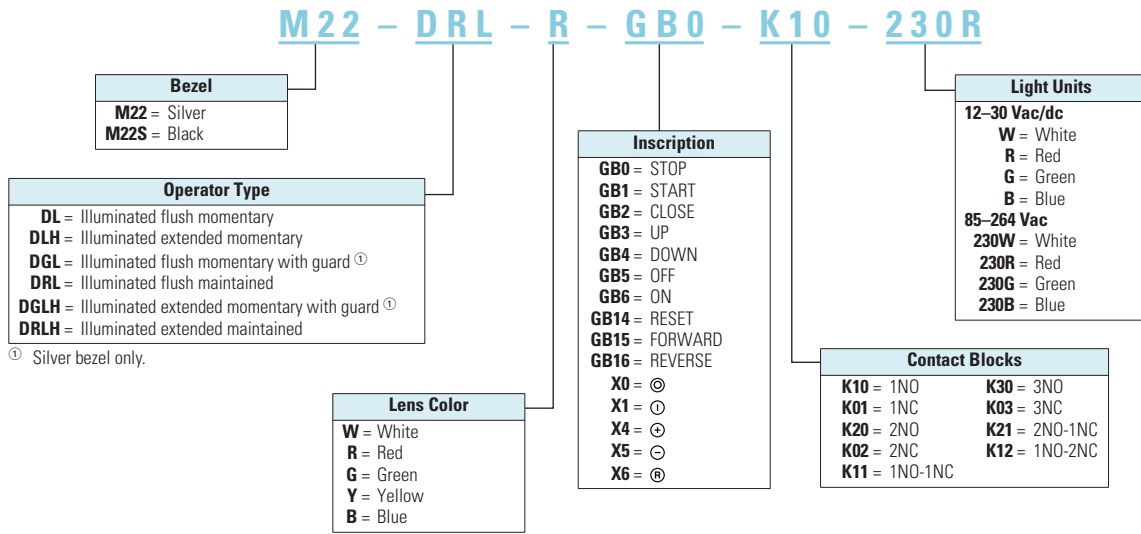 M22 – DRL – R – GB0 – K10 – 230R
Bezel
M22 = Silver
M22S = Black
Operator Type
DL = Illuminated flush momentary
DLH = Illuminated extended momentary
DGL = Illuminated flush momentary with guard ①
DRL = Illuminated flush maintained
DGLH = Illuminated extended momentary with guard ①
DRLH = Illuminated extended maintained
① Silver bezel only.
Lens Color
W = White
R = Red
G = Green
Y = Yellow
B = Blue
Inscription
GB0 = STOP
GB1 = START
GB2 = CLOSE
GB3 = UP
GB4 = DOWN
GB5 = OFF
GB6 = ON
GB14 = RESET
GB15 = FORWARD
GB16 = REVERSE
X0 = ⌾
X1 = ⏼
X4 = ⊕
X5 = ⊖
X6 = ®
Light Units
12–30 Vac/dc
W = White
R = Red
G = Green
B = Blue
85–264 Vac
230W = White
230R = Red
230G = Green
230B = Blue
Contact Blocks
K10 = 1NO
K01 = 1NC
K20 = 2NO
K02 = 2NC
K11 = 1NO-1NC
K30 = 3NO
K03 = 3NC
K21 = 2NO-1NC
K12 = 1NO-2NC